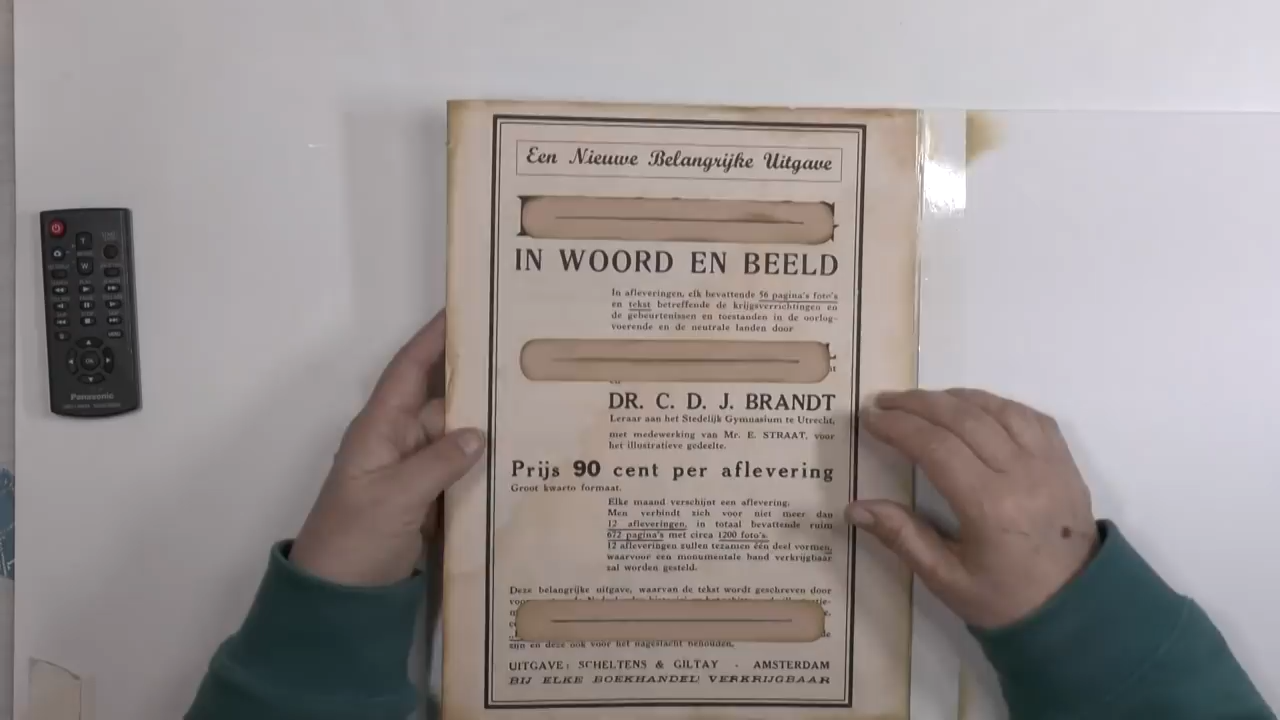 Een Nieuwe Belangrijke Uitgave
IN WOORD EN BEELD
In afleveringen, elk bevattende 56 pagina's foto's
en tekst betreffende de krijgsverrichtingen en
de gebeurtenissen en toestanden in de oorlog-
voerende en de neutrale landen door
en
DR. C. D. J. BRANDT
Leraar aan het Stedelijk Gymnasium te Utrecht,
met medewerking van Mr. E. STRAAT, voor
het illustratieve gedeelte.
Prijs 90 cent per aflevering
Groot kwarto formaat.
Elke maand verschijnt een aflevering.
Men verbindt zich voor niet meer dan
12 afleveringen, in totaal bevattende ruim
672 pagina's met circa 1200 foto's.
12 afleveringen zullen tezamen één deel vormen,
waarvoor een monumentale band verkrijgbaar
zal worden gesteld.
Deze belangrijke uitgave, waarvan de tekst wordt geschreven door
zijn en deze ook voor het nageslacht behouden.
UITGAVE: SCHELTENS & GILTAY - AMSTERDAM
BIJ ELKE BOEKHANDEL VERKRIJGBAAR
Panasonic